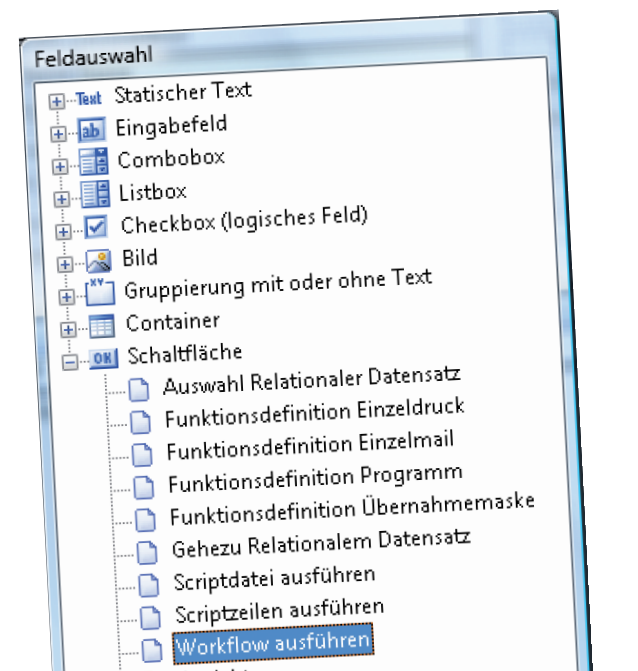 Feldauswahl
Text Statischer Text
ab Eingabefeld
Combobox
Listbox
Checkbox (logisches Feld)
Bild
XY Gruppierung mit oder ohne Text
Container
OK Schaltfläche
Auswahl Relationaler Datensatz
Funktionsdefinition Einzeldruck
Funktionsdefinition Einzelmail
Funktionsdefinition Programm
Funktionsdefinition Übernahmemaske
Gehezu Relationalem Datensatz
Scriptdatei ausführen
Scriptzeilen ausführen
Workflow ausführen